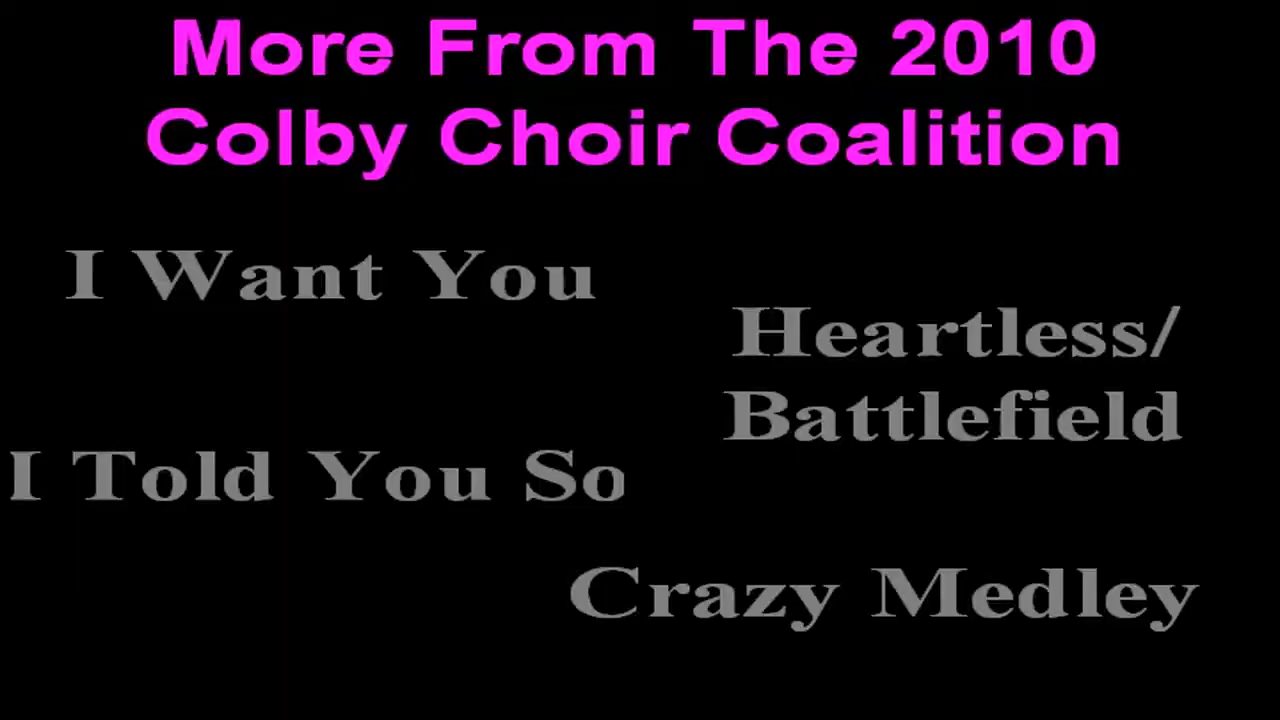 More From The 2010
Colby Choir Coalition
I Want You
Heartless/
Battlefield
I Told You So
Crazy Medley